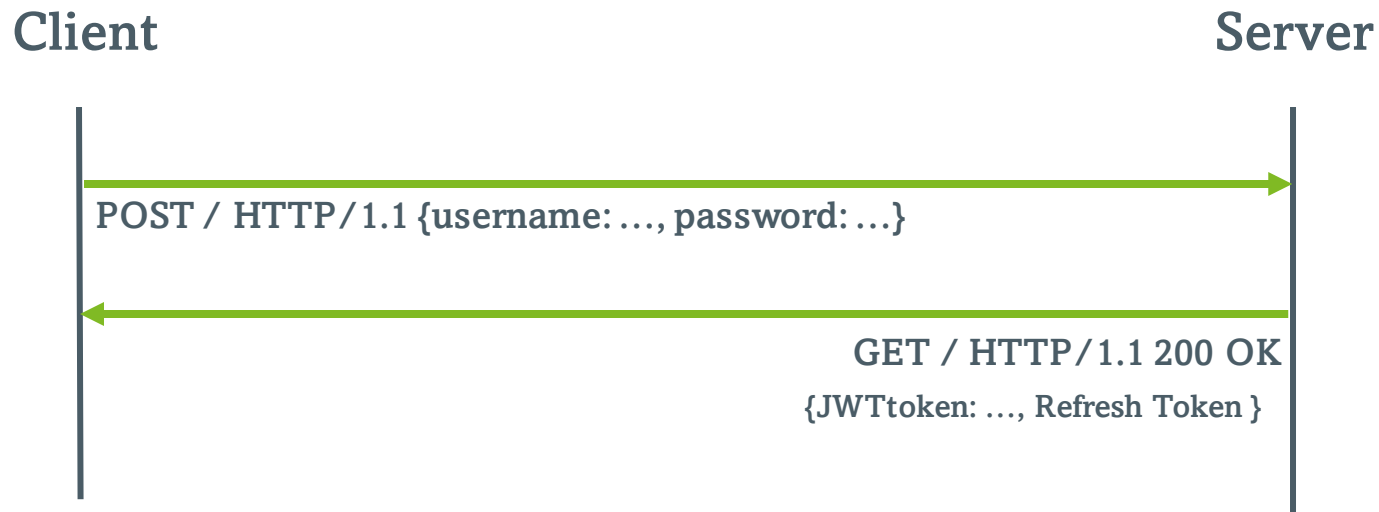 Client
Server
POST / HTTP/1.1 {username: ..., password: ...}
GET / HTTP/1.1 200 OK
{JWTtoken: ..., Refresh Token }